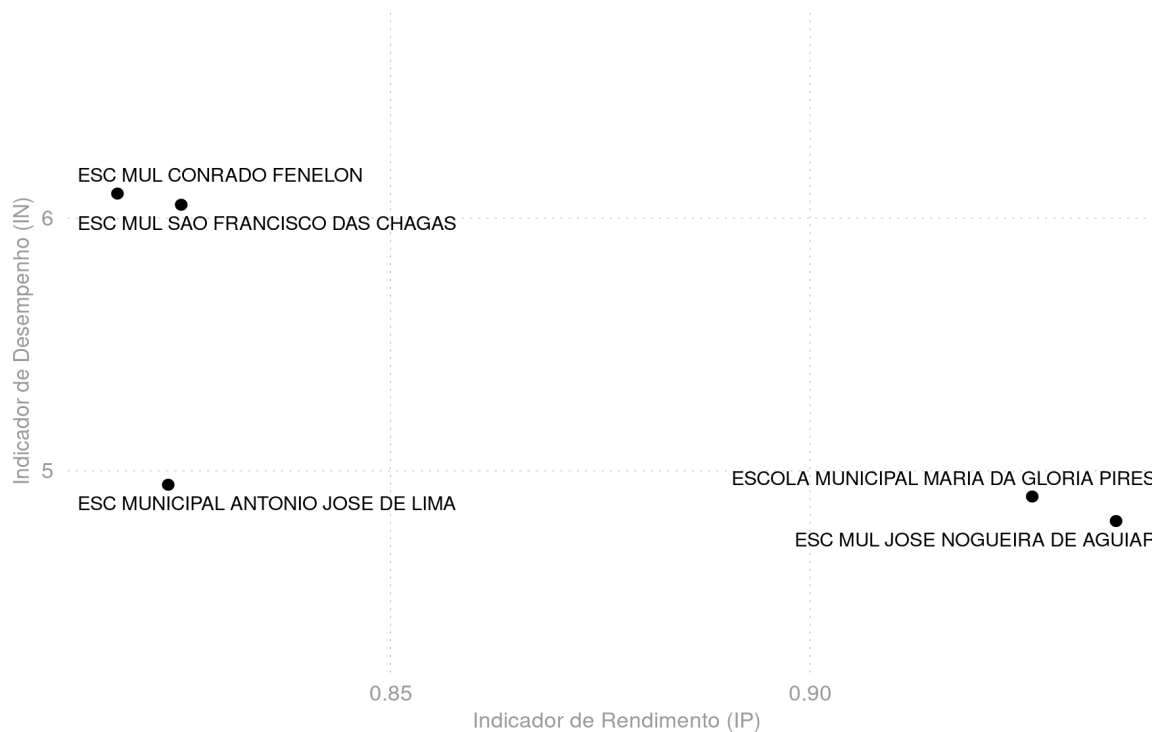 ESC MUL CONRADO FENELON
ESC MUL SAO FRANCISCO DAS CHAGAS
6
Indicador de Desempenho (IN)
5
ESCOLA MUNICIPAL MARIA DA GLORIA PIRES
ESC MUNICIPAL ANTONIO JOSE DE LIMA
ESC MUL JOSE NOGUEIRA DE AGUIAR
0.85
0.90
Indicador de Rendimento (IP)